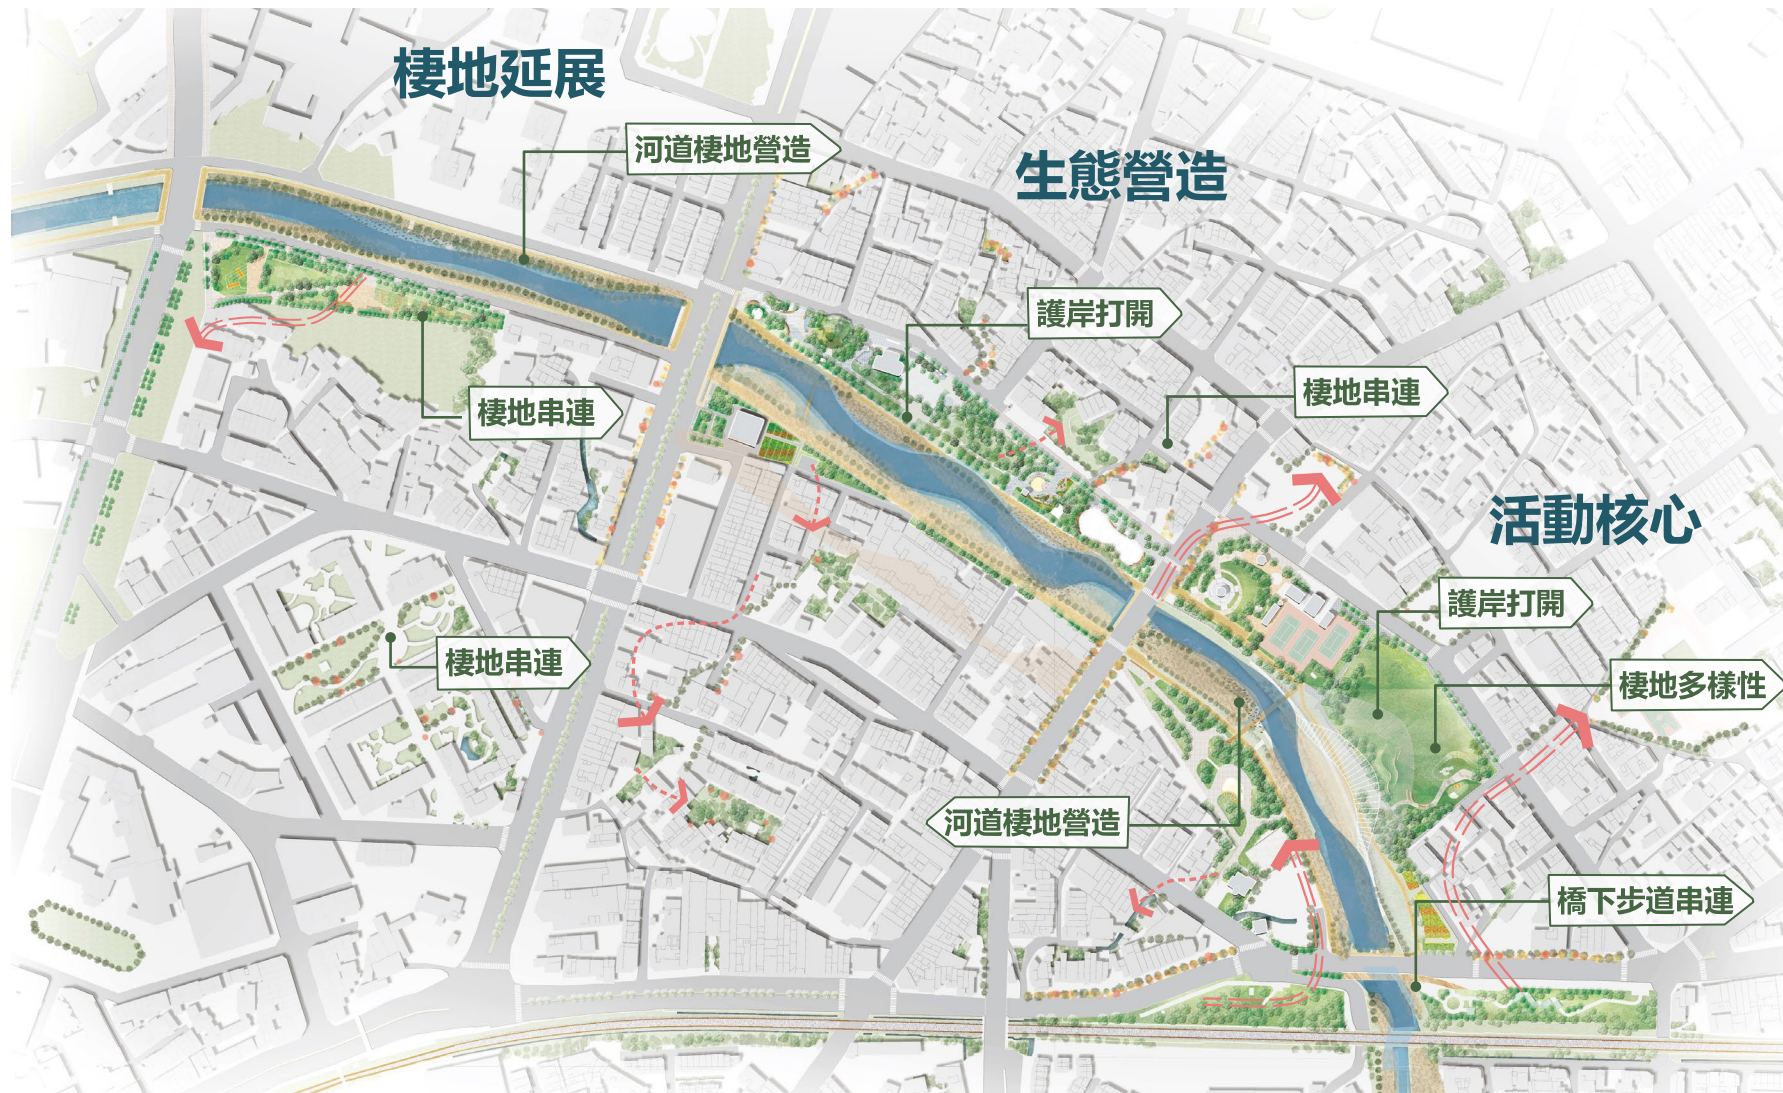 棲地延展
河道棲地營造
生態營造
護岸打開
棲地串連
棲地串連
活動核心
護岸打開
棲地串連
棲地多樣性
河道棲地營造
橋下步道串連